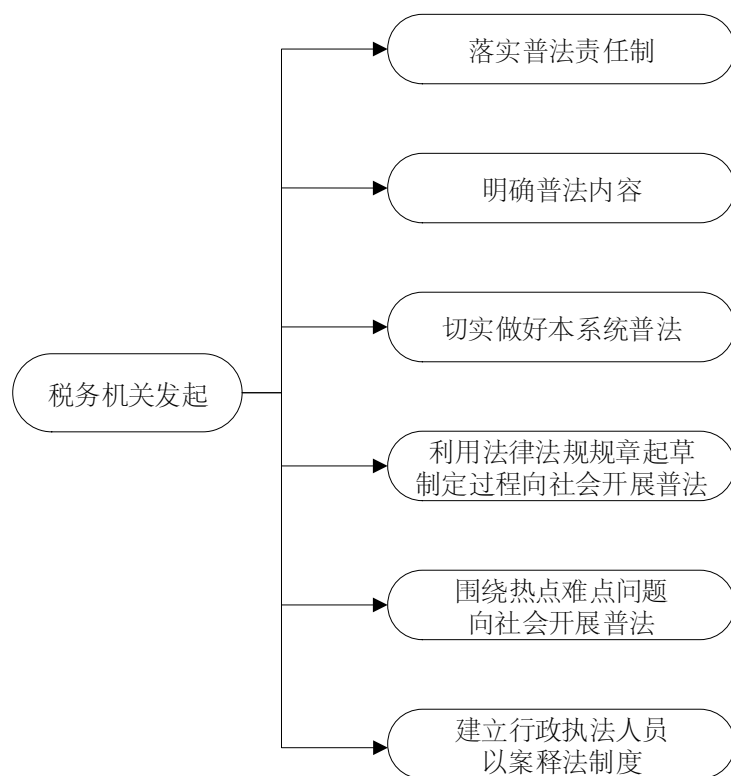 落实普法责任制
明确普法内容
切实做好本系统普法
税务机关发起
利用法律法规规章起草
制定过程向社会开展普法
围绕热点难点问题
向社会开展普法
建立行政执法人员
以案释法制度